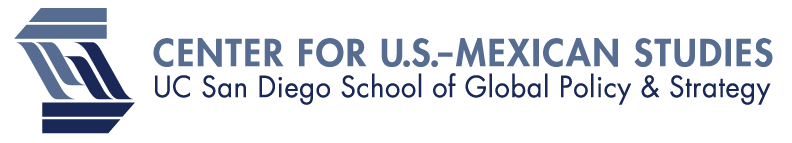 CENTER FOR U.S.–MEXICAN STUDIES
UC San Diego School of Global Policy & Strategy